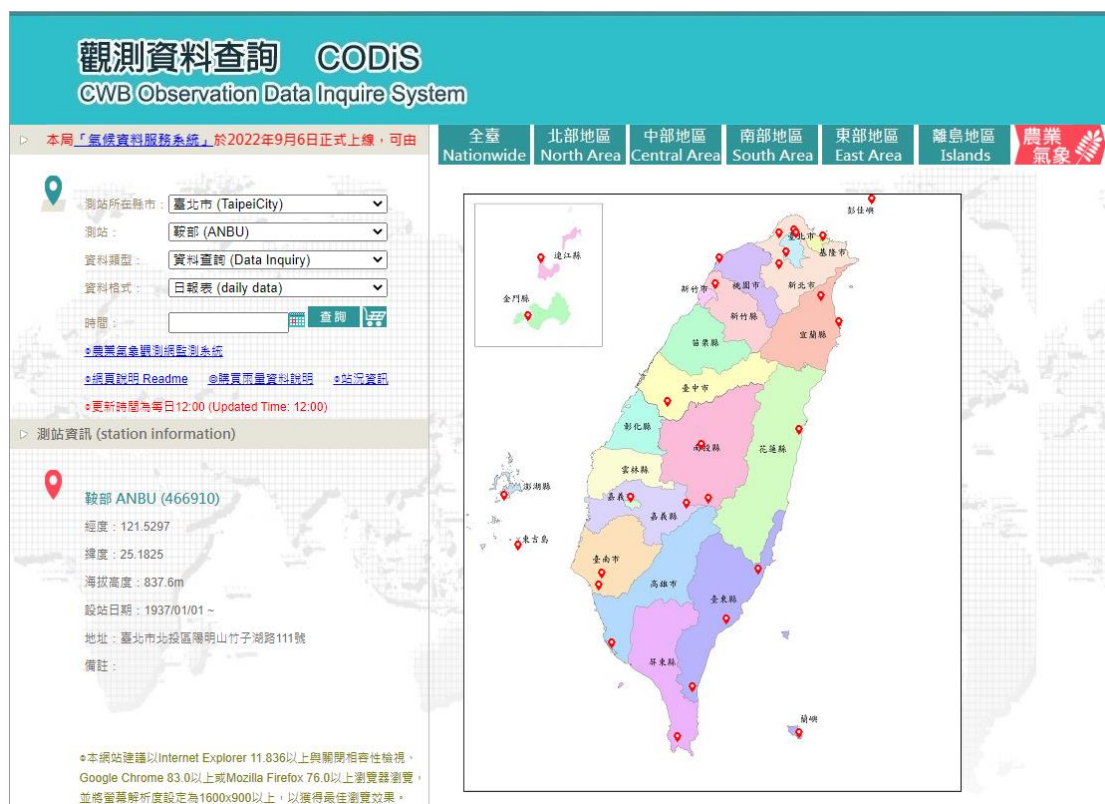 觀測資料查詢 CODiS
CWB Observation Data Inquire System
本局「氣候資料服務系統」於2022年9月6日正式上線，可由
全臺 Nationwide
北部地區 North Area
中部地區 Central Area
南部地區 South Area
東部地區 East Area
離島地區 Islands
農業氣象
測站所在縣市：臺北市 (TaipeiCity)
測站：鞍部 (ANBU)
資料類型：資料查詢 (Data Inquiry)
資料格式：日報表 (daily data)
時間：
查詢
農業氣象觀測網監測系統
網頁說明 Readme ◎購買雨量資料說明 站況資訊
更新時間為每日12:00 (Updated Time: 12:00)
測站資訊 (station information)
鞍部 ANBU (466910)
經度：121.5297
緯度：25.1825
海拔高度：837.6m
設站日期：1937/01/01 ~
地址：臺北市北投區陽明山竹子湖路111號
備註：
本網站建議以Internet Explorer 11.836以上與關閉相容性檢視、
Google Chrome 83.0以上或Mozilla Firefox 76.0以上瀏覽器瀏覽，
並將螢幕解析度設定為1600x900以上，以獲得最佳瀏覽效果。
彭佳嶼
連江縣
金門縣
臺北市
基隆市
新北市
桃園市
新竹市
新竹縣
宜蘭縣
苗栗縣
臺中市
彰化縣
南投縣
花蓮縣
雲林縣
澎湖縣
嘉義
嘉義縣
東吉島
臺南市
高雄市
臺東縣
屏東縣
蘭嶼